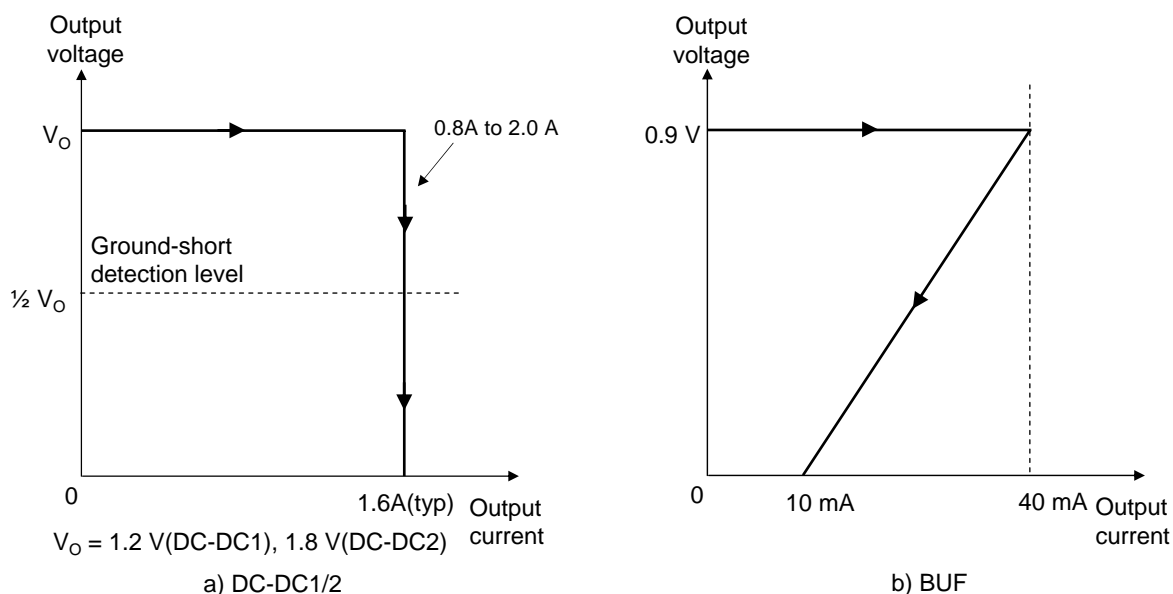 Output
voltage
V_O
0.8A to 2.0 A
Ground-short
detection level
½ V_O
0
1.6A(typ)
Output
current
V_O = 1.2 V(DC-DC1), 1.8 V(DC-DC2)
a) DC-DC1/2
Output
voltage
0.9 V
0
10 mA
40 mA
Output
current
b) BUF